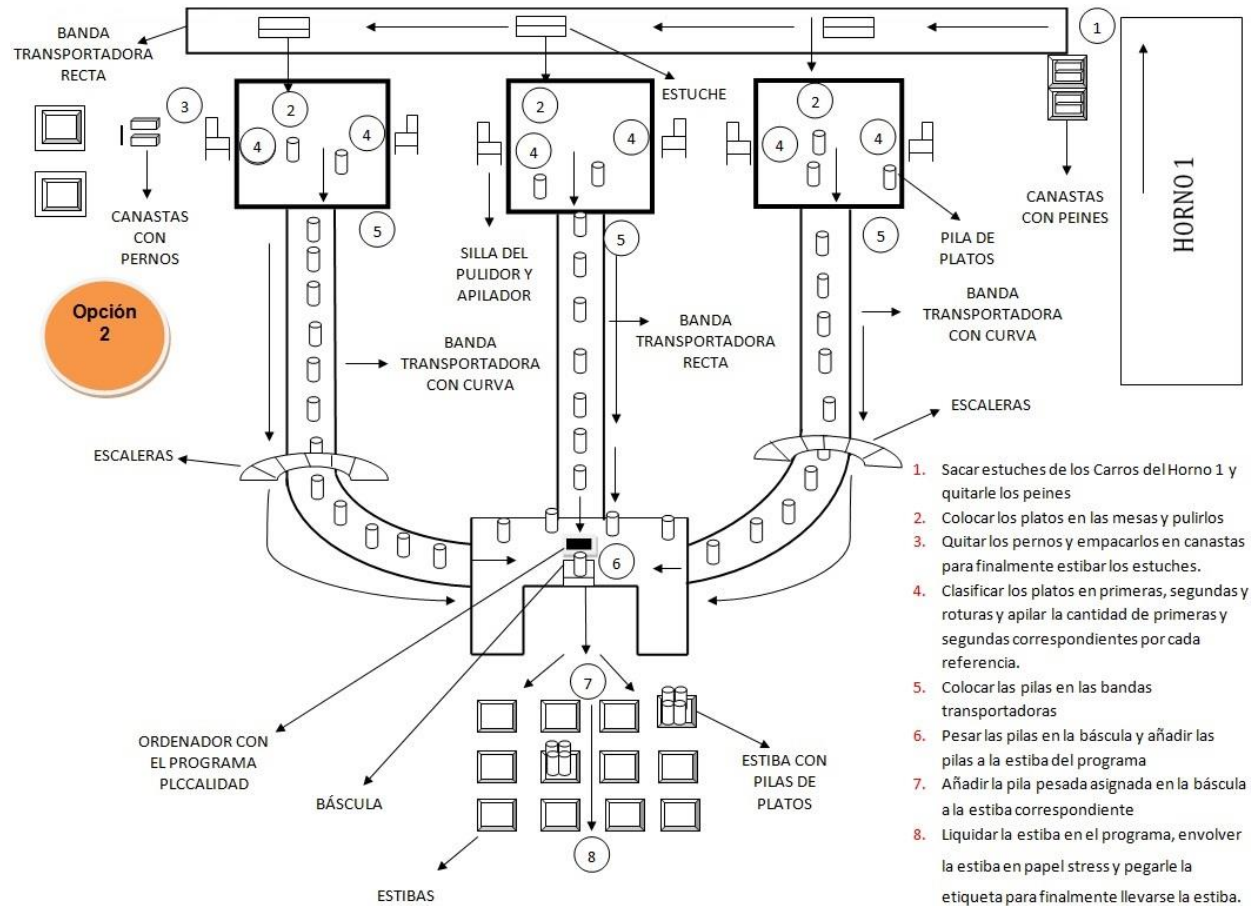 BANDA
TRANSPORTADORA
RECTA
1
ESTUCHE
3
2
4
4
2
4
4
2
4
4
CANASTAS
CON
PERNOS
5
SILLA DEL
PULIDOR Y
APILADOR
5
5
PILA DE
PLATOS
CANASTAS
CON PEINES
HORNO 1
Opción
2
BANDA
TRANSPORTADORA
CON CURVA
BANDA
TRANSPORTADORA
RECTA
BANDA
TRANSPORTADORA
CON CURVA
ESCALERAS
ESCALERAS
6
7
8
ORDENADOR CON
EL PROGRAMA
PLCCALIDAD
BÁSCULA
ESTIBA CON
PILAS DE
PLATOS
ESTIBAS
1. Sacar estuches de los Carros del Horno 1 y
quitarle los peines
2. Colocar los platos en las mesas y pulirlos
3. Quitar los pernos y empacarlos en canastas
para finalmente estibar los estuches.
4. Clasificar los platos en primeras, segundas y
roturas y apilar la cantidad de primeras y
segundas correspondientes por cada
referencia.
5. Colocar las pilas en las bandas
transportadoras
6. Pesar las pilas en la báscula y añadir las
pilas a la estiba del programa
7. Añadir la pila pesada asignada en la báscula
a la estiba correspondiente
8. Liquidar la estiba en el programa, envolver
la estiba en papel stress y pegarle la
etiqueta para finalmente llevarse la estiba.